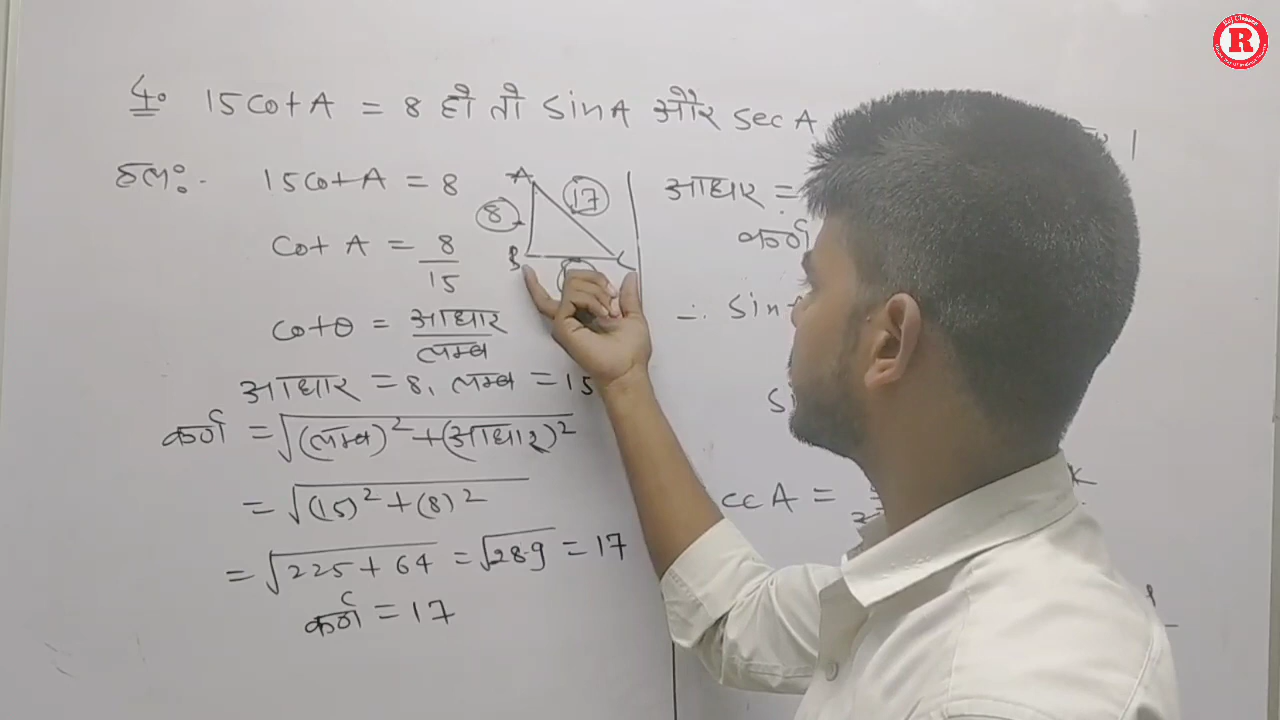 4. 15 cot A = 8 हो तो sin A और sec A
हलः- 15 cot A = 8
cot A = 8/15
cot θ = आधार/लम्ब
आधार = 8, लम्ब = 15
कर्ण = √(लम्ब)² + (आधार)²
= √(15)² + (8)²
= √225 + 64 = √289 = 17
कर्ण = 17
A
8
17
B
C
आधार =
कर्ण
∴ sin
ec A =
R